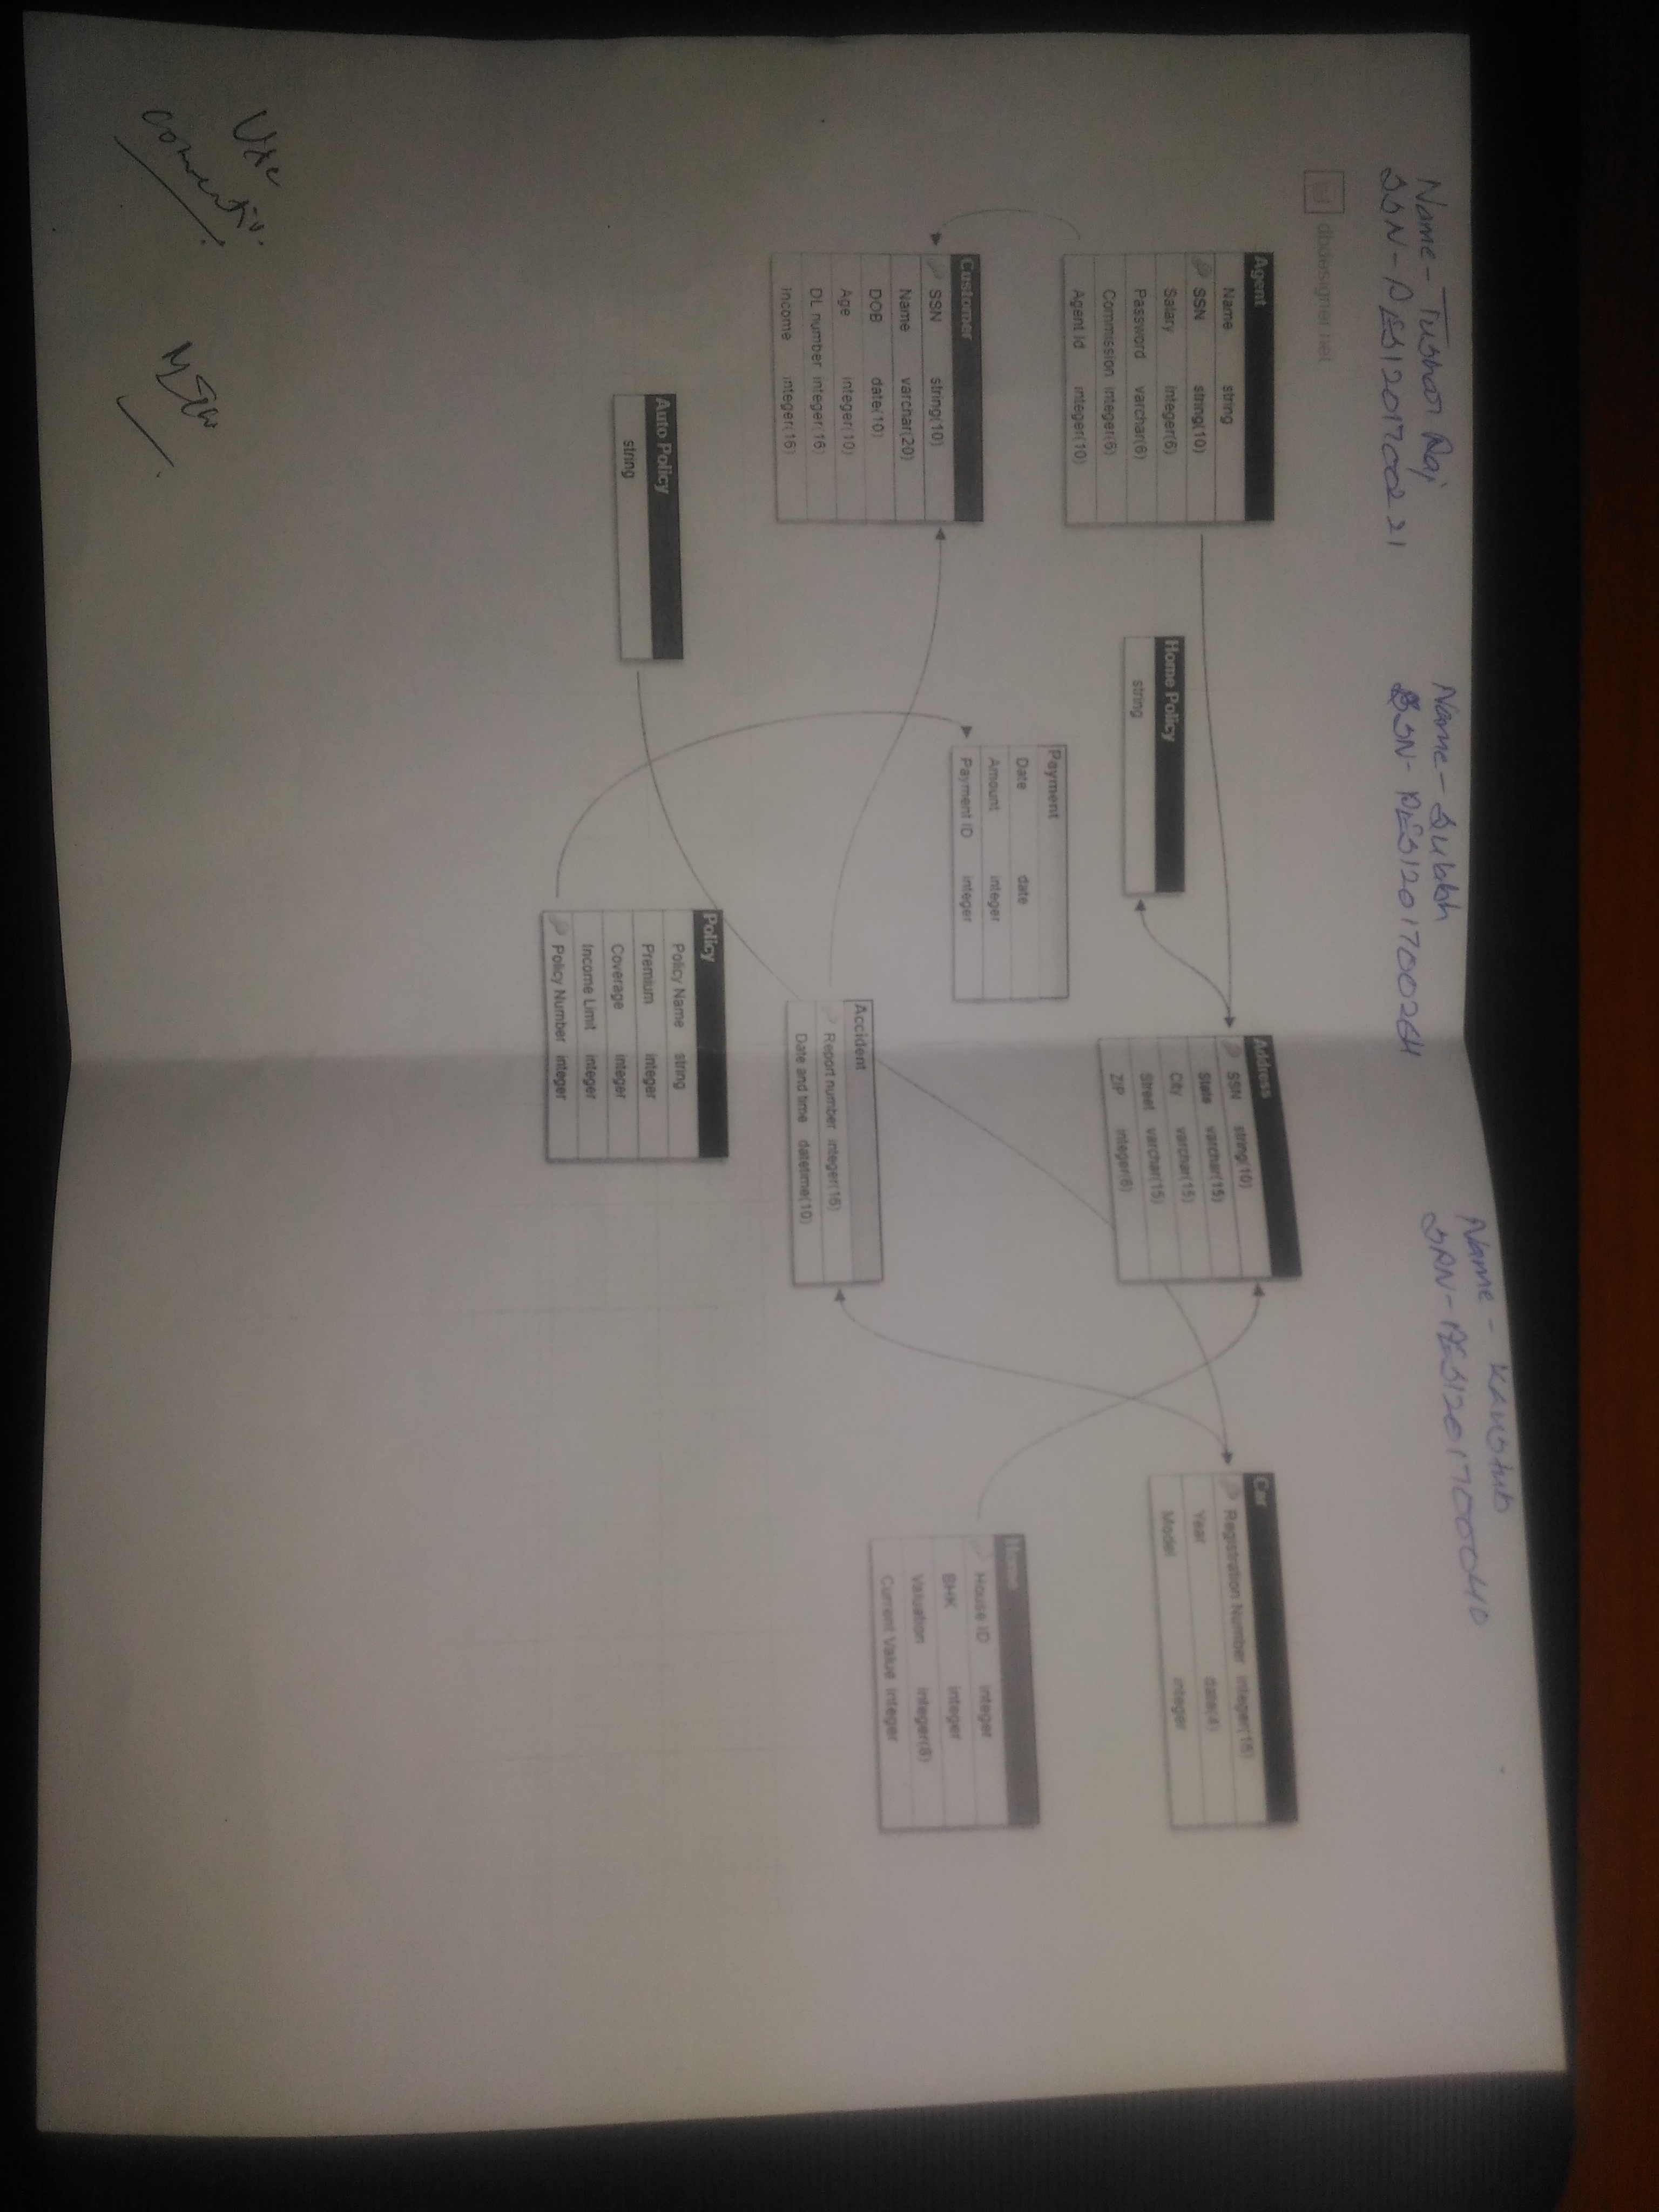 Name - Tushar Raj
Name - Sulabh
Name - Kaustub
SRN - PES1201700221
SRN - PES1201700264
SRN - PES1201700040
dbdesigner.net
Agent
Name string
SSN string(10)
Salary integer(6)
Password varchar(6)
Commission integer(6)
Agent Id integer(10)
Home Policy
string
Address
SSN string(10)
State varchar(15)
City varchar(15)
Street varchar(15)
ZIP integer(6)
Car
Registration Number integer(16)
Year date(4)
Model integer
Customer
SSN string(10)
Name varchar(20)
DOB date(10)
Age integer(10)
DL number integer(16)
Income integer(16)
Payment
Date date
Amount integer
Payment ID integer
Accident
Report number integer(16)
Date and time datetime(10)
Home
House ID integer
BHK integer
Valuation integer(8)
Current Value integer
Auto Policy
string
Policy
Policy Name string
Premium integer
Coverage integer
Income Limit integer
Policy Number integer
Use